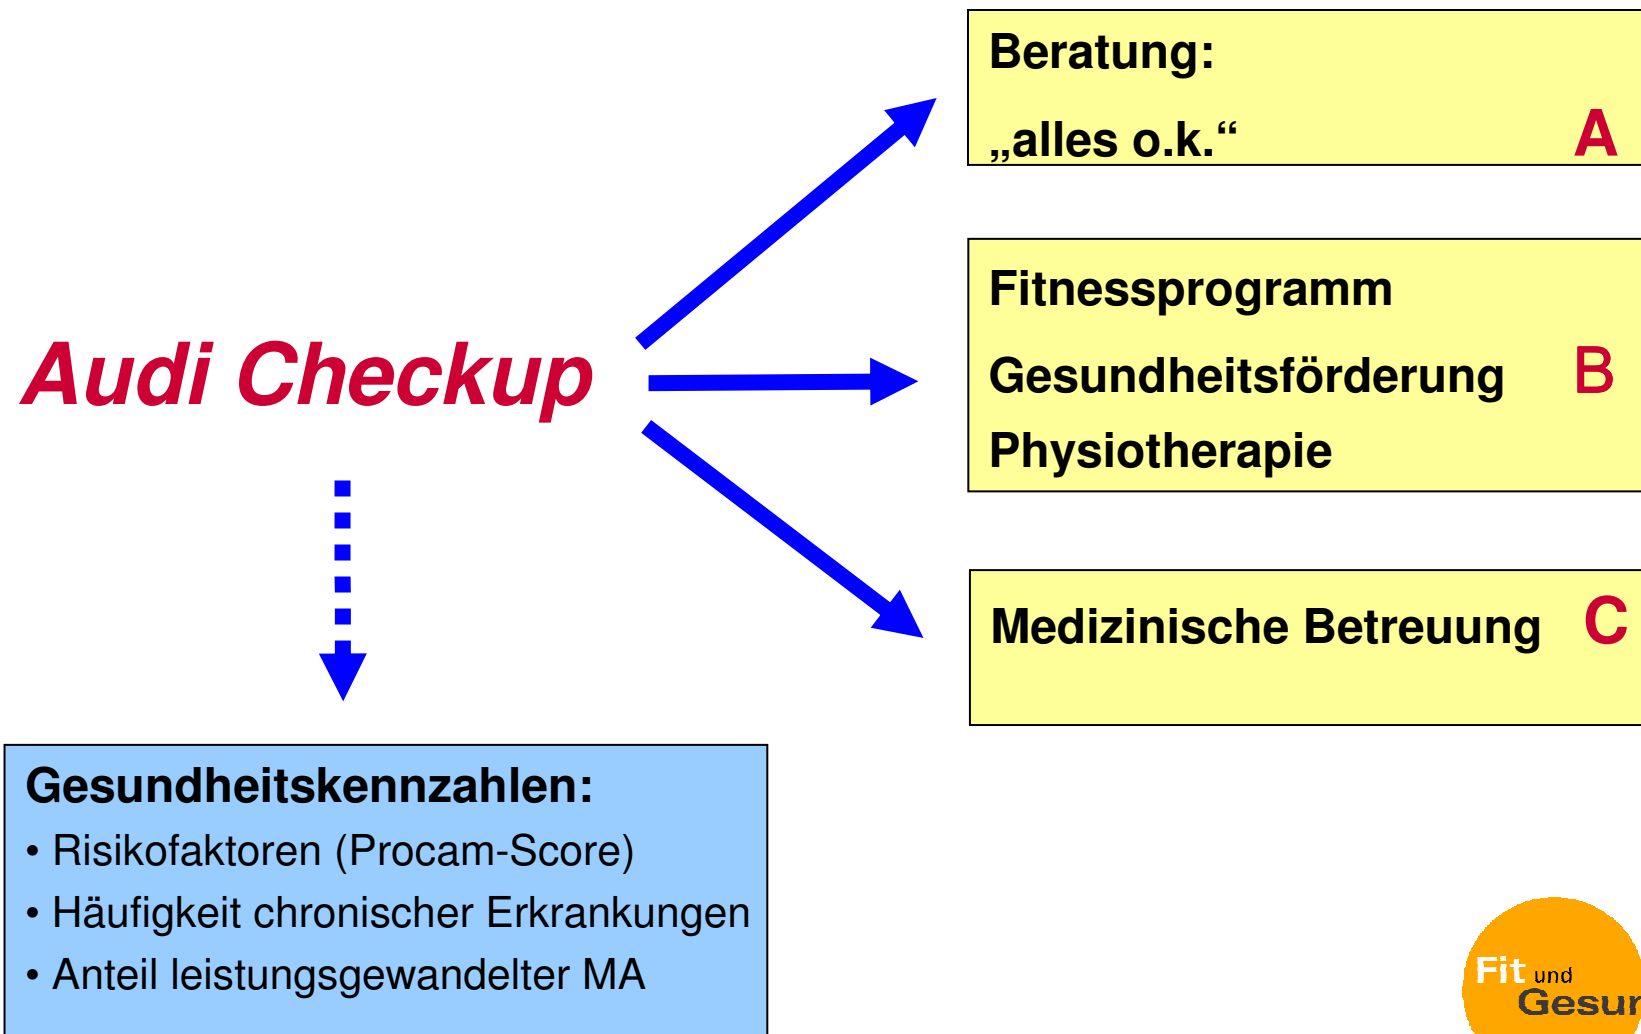 Beratung:
„alles o.k.“ A
Fitnessprogramm
Gesundheitsförderung B
Physiotherapie
Audi Checkup
Medizinische Betreuung C
Gesundheitskennzahlen:
• Risikofaktoren (Procam-Score)
• Häufigkeit chronischer Erkrankungen
• Anteil leistungsgewandelter MA
Fit und